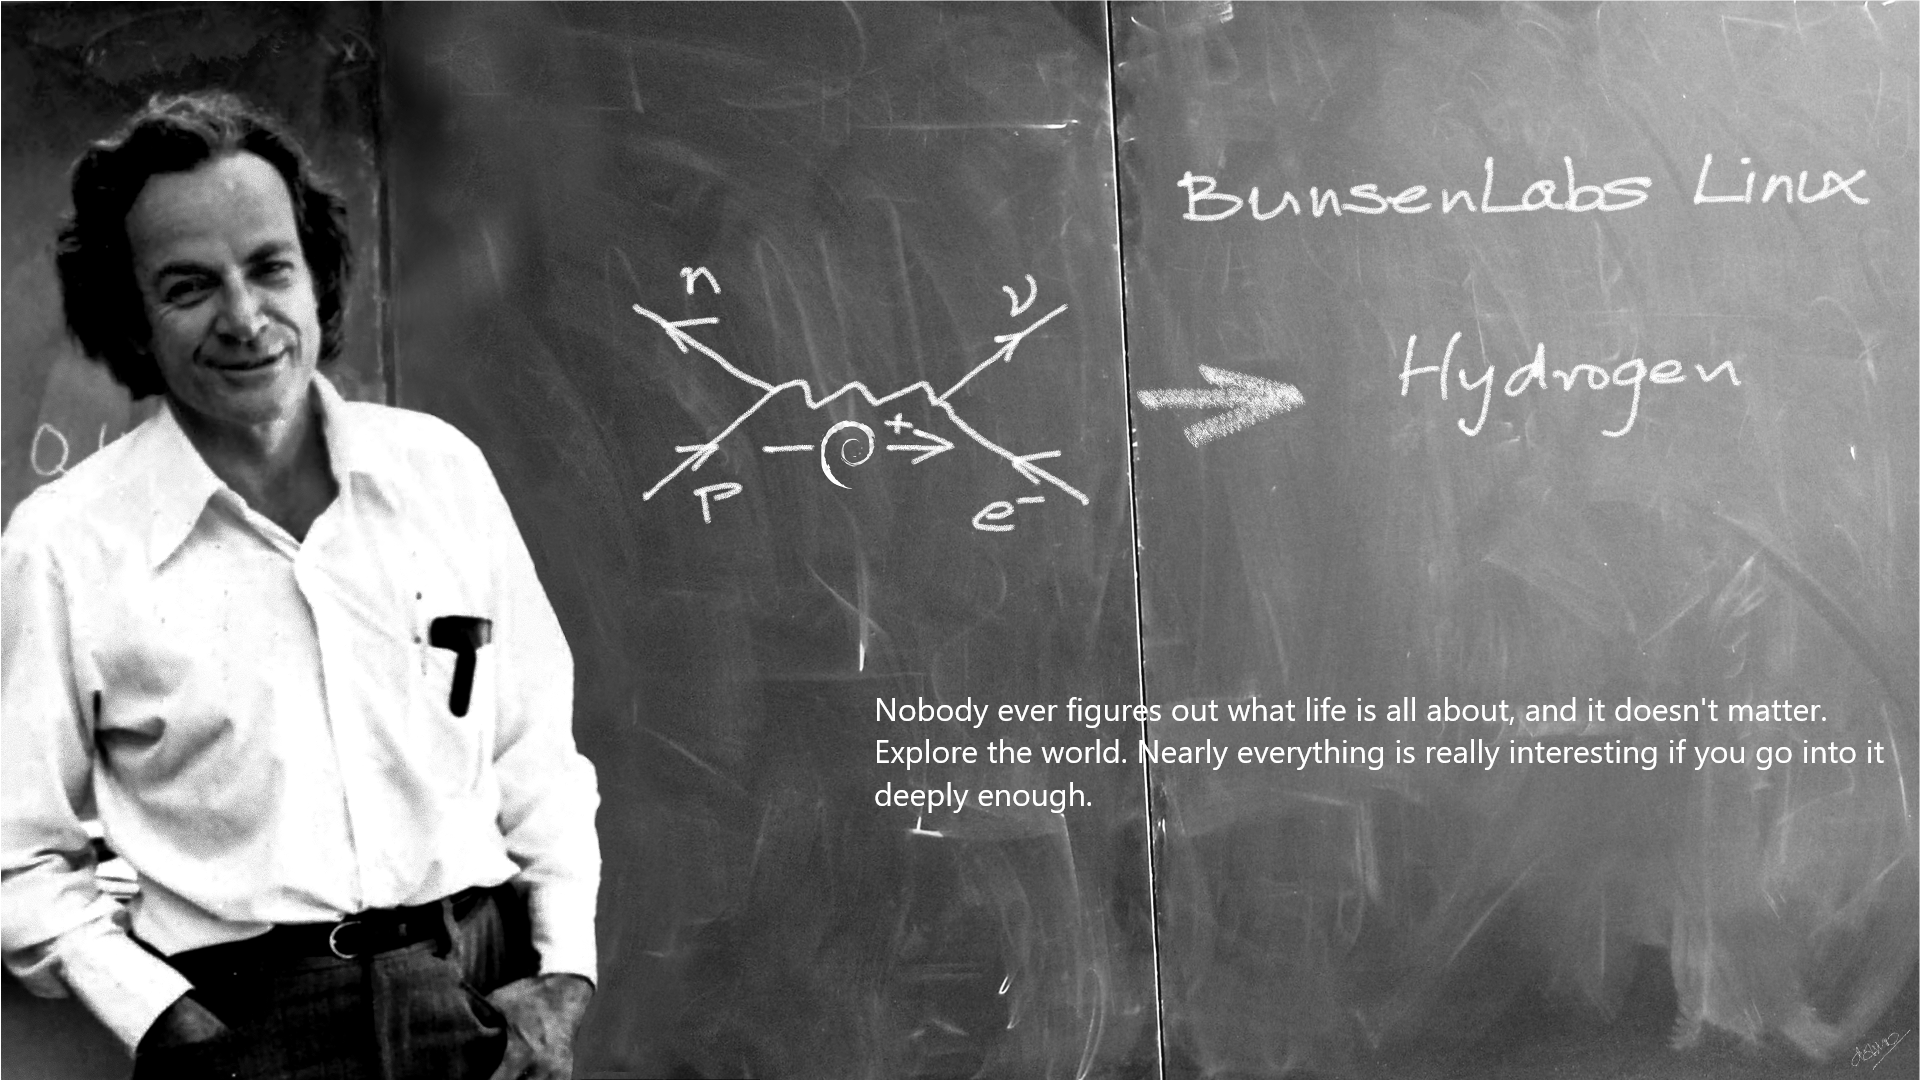 BunsenLabs Linux
n
ν
Hydrogen
+
Q
P
e⁻
Nobody ever figures out what life is all about, and it doesn't matter.
Explore the world. Nearly everything is really interesting if you go into it
deeply enough.